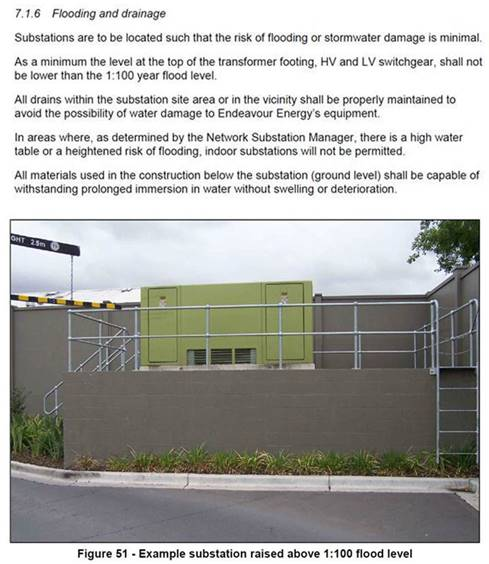 7.1.6 Flooding and drainage
Substations are to be located such that the risk of flooding or stormwater damage is minimal.
As a minimum the level at the top of the transformer footing, HV and LV switchgear, shall not
be lower than the 1:100 year flood level.
All drains within the substation site area or in the vicinity shall be properly maintained to
avoid the possibility of water damage to Endeavour Energy's equipment.
In areas where, as determined by the Network Substation Manager, there is a high water
table or a heightened risk of flooding, indoor substations will not be permitted.
All materials used in the construction below the substation (ground level) shall be capable of
withstanding prolonged immersion in water without swelling or deterioration.
GHT 2.5m
Figure 51 - Example substation raised above 1:100 flood level